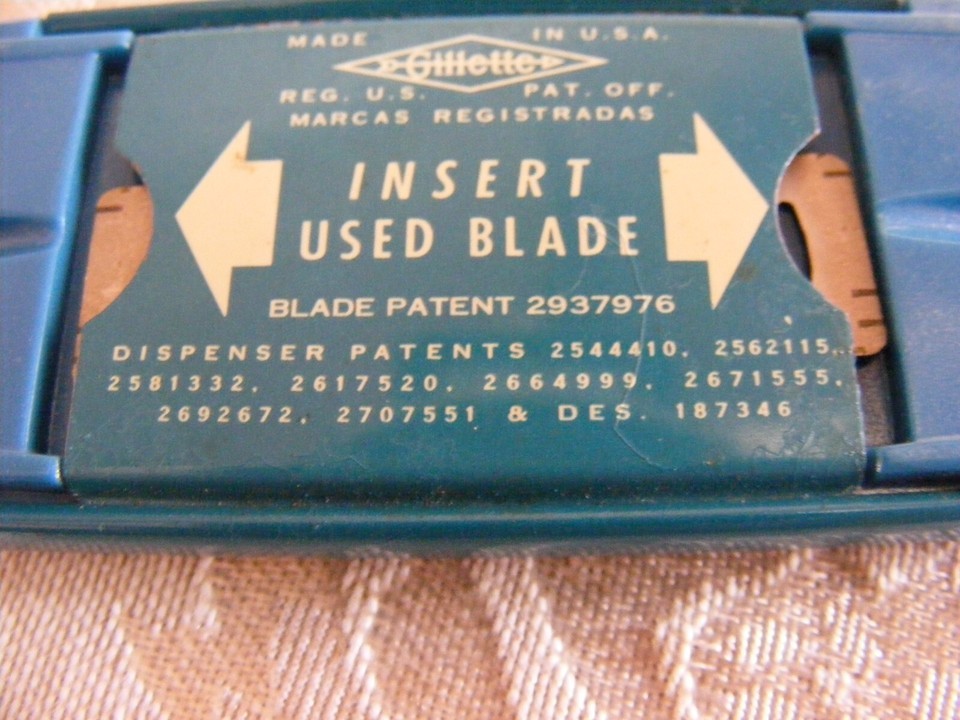 MADE IN U.S.A.
Gillette
REG. U.S. PAT. OFF.
MARCAS REGISTRADAS
INSERT
USED BLADE
BLADE PATENT 2937976
DISPENSER PATENTS 2544410, 2562115,
2581332, 2617520, 2664999, 2671555,
2692672, 2707551 & DES. 187346